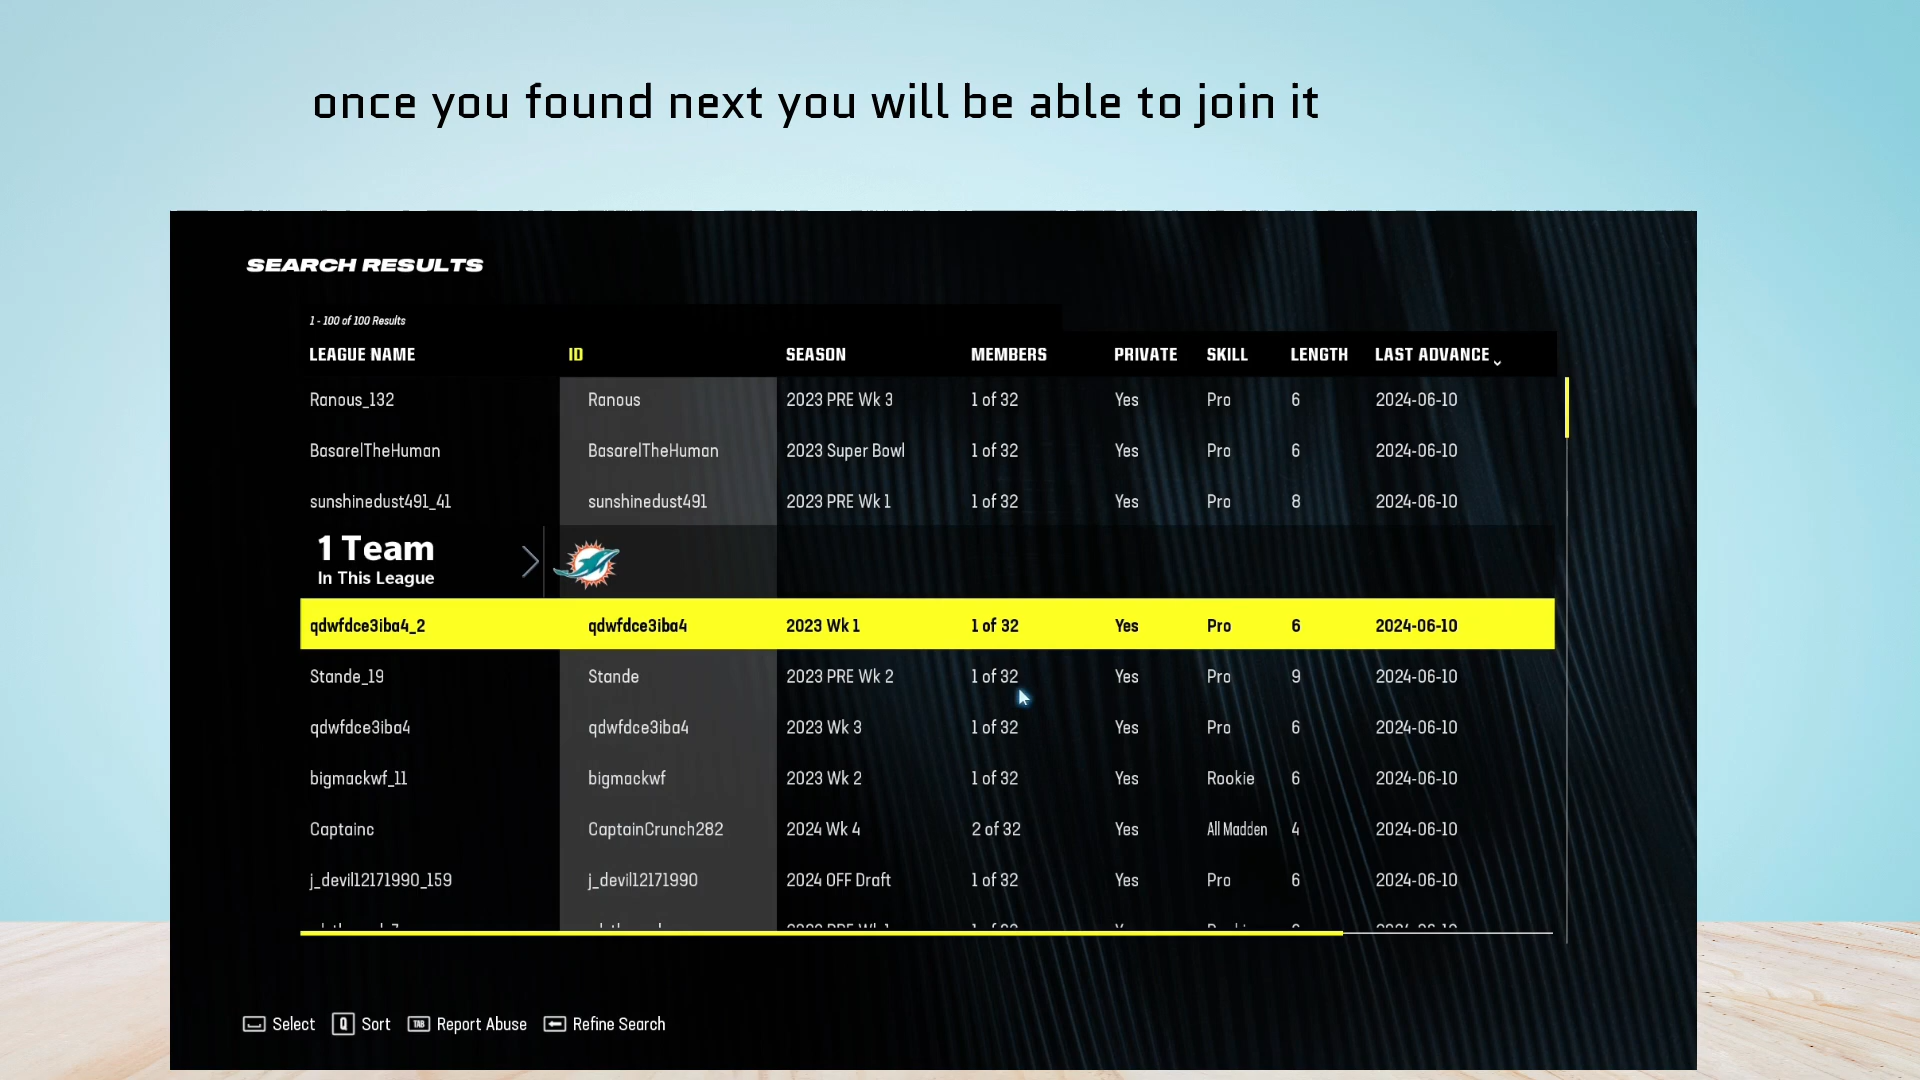 once you found next you will be able to join it
SEARCH RESULTS
1 - 100 of 100 Results
LEAGUE NAME ID SEASON MEMBERS PRIVATE SKILL LENGTH LAST ADVANCE
Ranous_132 Ranous 2023 PRE Wk 3 1 of 32 Yes Pro 6 2024-06-10
BasarelTheHuman BasarelTheHuman 2023 Super Bowl 1 of 32 Yes Pro 6 2024-06-10
sunshinedust491_41 sunshinedust491 2023 PRE Wk 1 1 of 32 Yes Pro 8 2024-06-10
1 Team
In This League
qdwfdce3iba4_2 qdwfdce3iba4 2023 Wk 1 1 of 32 Yes Pro 6 2024-06-10
Stande_19 Stande 2023 PRE Wk 2 1 of 32 Yes Pro 9 2024-06-10
qdwfdce3iba4 qdwfdce3iba4 2023 Wk 3 1 of 32 Yes Pro 6 2024-06-10
bigmackwf_11 bigmackwf 2023 Wk 2 1 of 32 Yes Rookie 6 2024-06-10
Captainc CaptainCrunch282 2024 Wk 4 2 of 32 Yes All Madden 4 2024-06-10
j_devil12171990_159 j_devil12171990 2024 OFF Draft 1 of 32 Yes Pro 6 2024-06-10
Select Q Sort TAB Report Abuse Refine Search